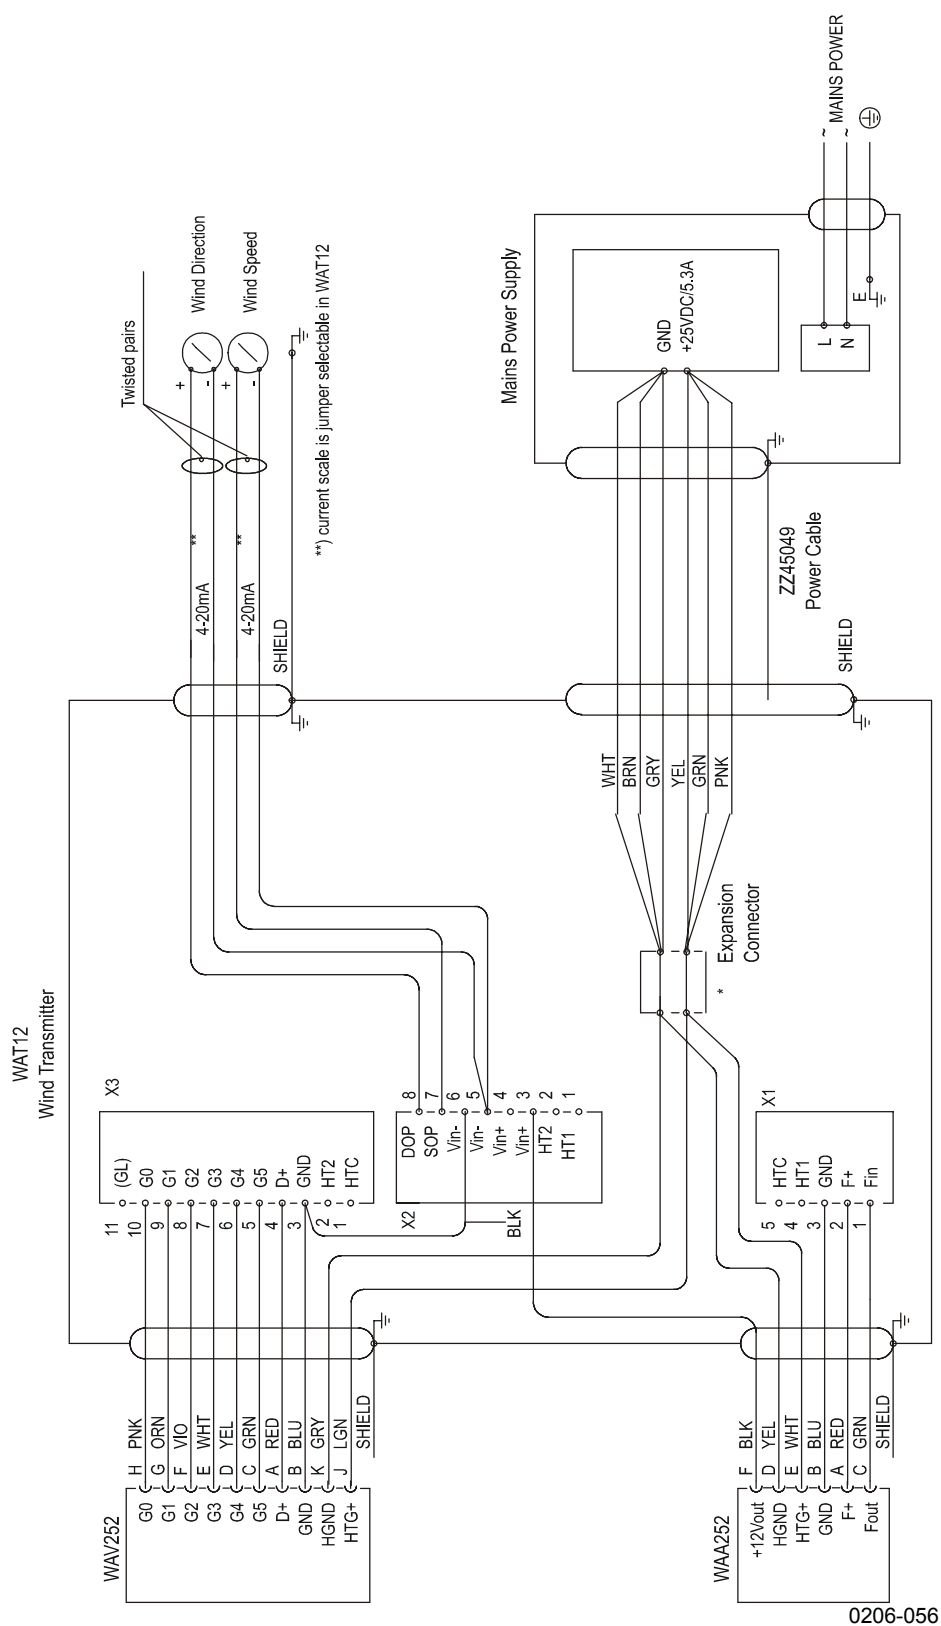 WAT12
Wind Transmitter
Twisted pairs
+
-
+
-
Wind Direction
Wind Speed
**
4-20mA
**
4-20mA
SHIELD
**) current scale is jumper selectable in WAT12
X3
11 (GL)
10 G0
9 G1
8 G2
7 G3
6 G4
5 G5
4 D+
3 GND
2 HT2
1 HTC
X2
DOP 8
SOP 7
Vin- 6
Vin- 5
Vin+ 4
Vin+ 3
HT2 2
HT1 1
BLK
WAV252
G0 H PNK
G1 G ORN
G2 F VIO
G3 E WHT
G4 D YEL
G5 C GRN
D+ A RED
GND B BLU
HGND K GRY
HTG+ J LGN
SHIELD
Mains Power Supply
GND
+25VDC/5.3A
L
N
E
~
~
MAINS POWER
WHT
BRN
GRY
YEL
GRN
PNK
ZZ45049
Power Cable
SHIELD
*
Expansion
Connector
X1
5 HTC
4 HT1
3 GND
2 F+
1 Fin
WAA252
+12Vout F BLK
HGND D YEL
HTG+ E WHT
GND B BLU
F+ A RED
Fout C GRN
SHIELD
0206-056